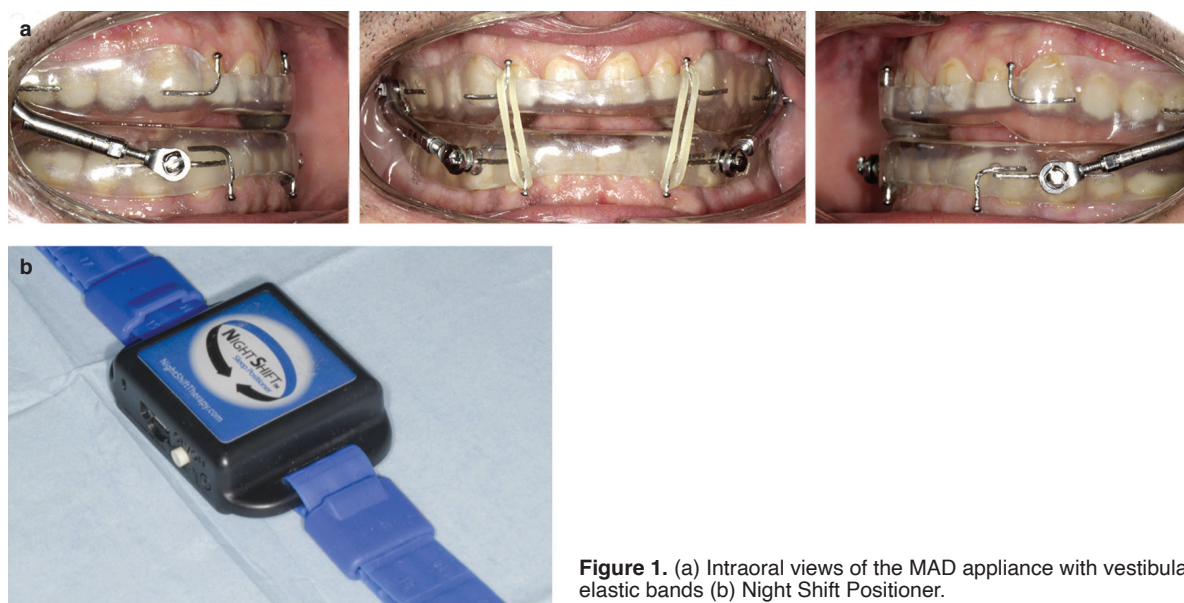 a
b
NIGHTSHIFT™
Sleep Positioner
NightShiftTherapy.com
Figure 1. (a) Intraoral views of the MAD appliance with vestibula
elastic bands (b) Night Shift Positioner.